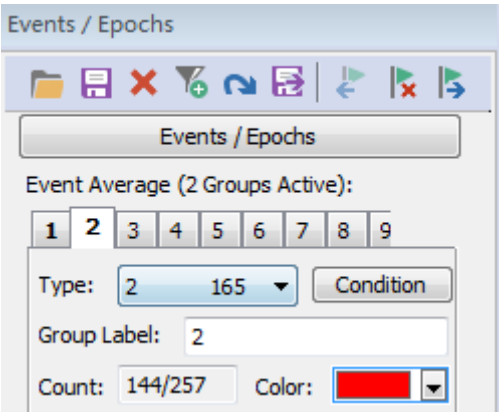 Events / Epochs
Events / Epochs
Event Average (2 Groups Active):
1 2 3 4 5 6 7 8 9
Type: 2 165 Condition
Group Label: 2
Count: 144/257 Color: